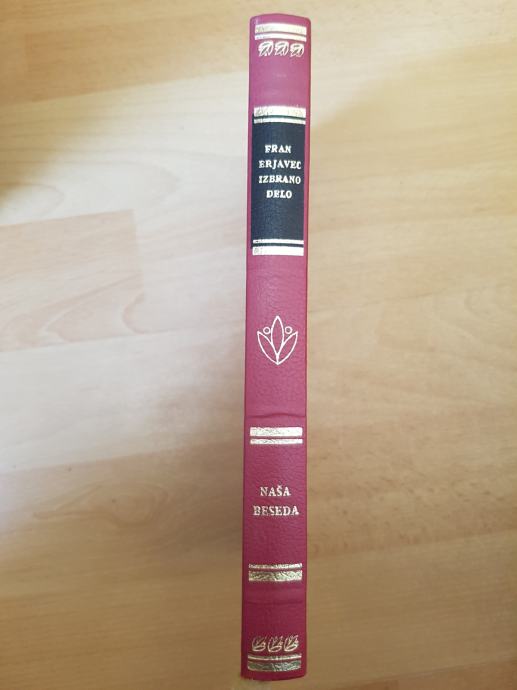 FRAN
ERJAVEC
IZBRANO
DELO
NAŠA
BESEDA